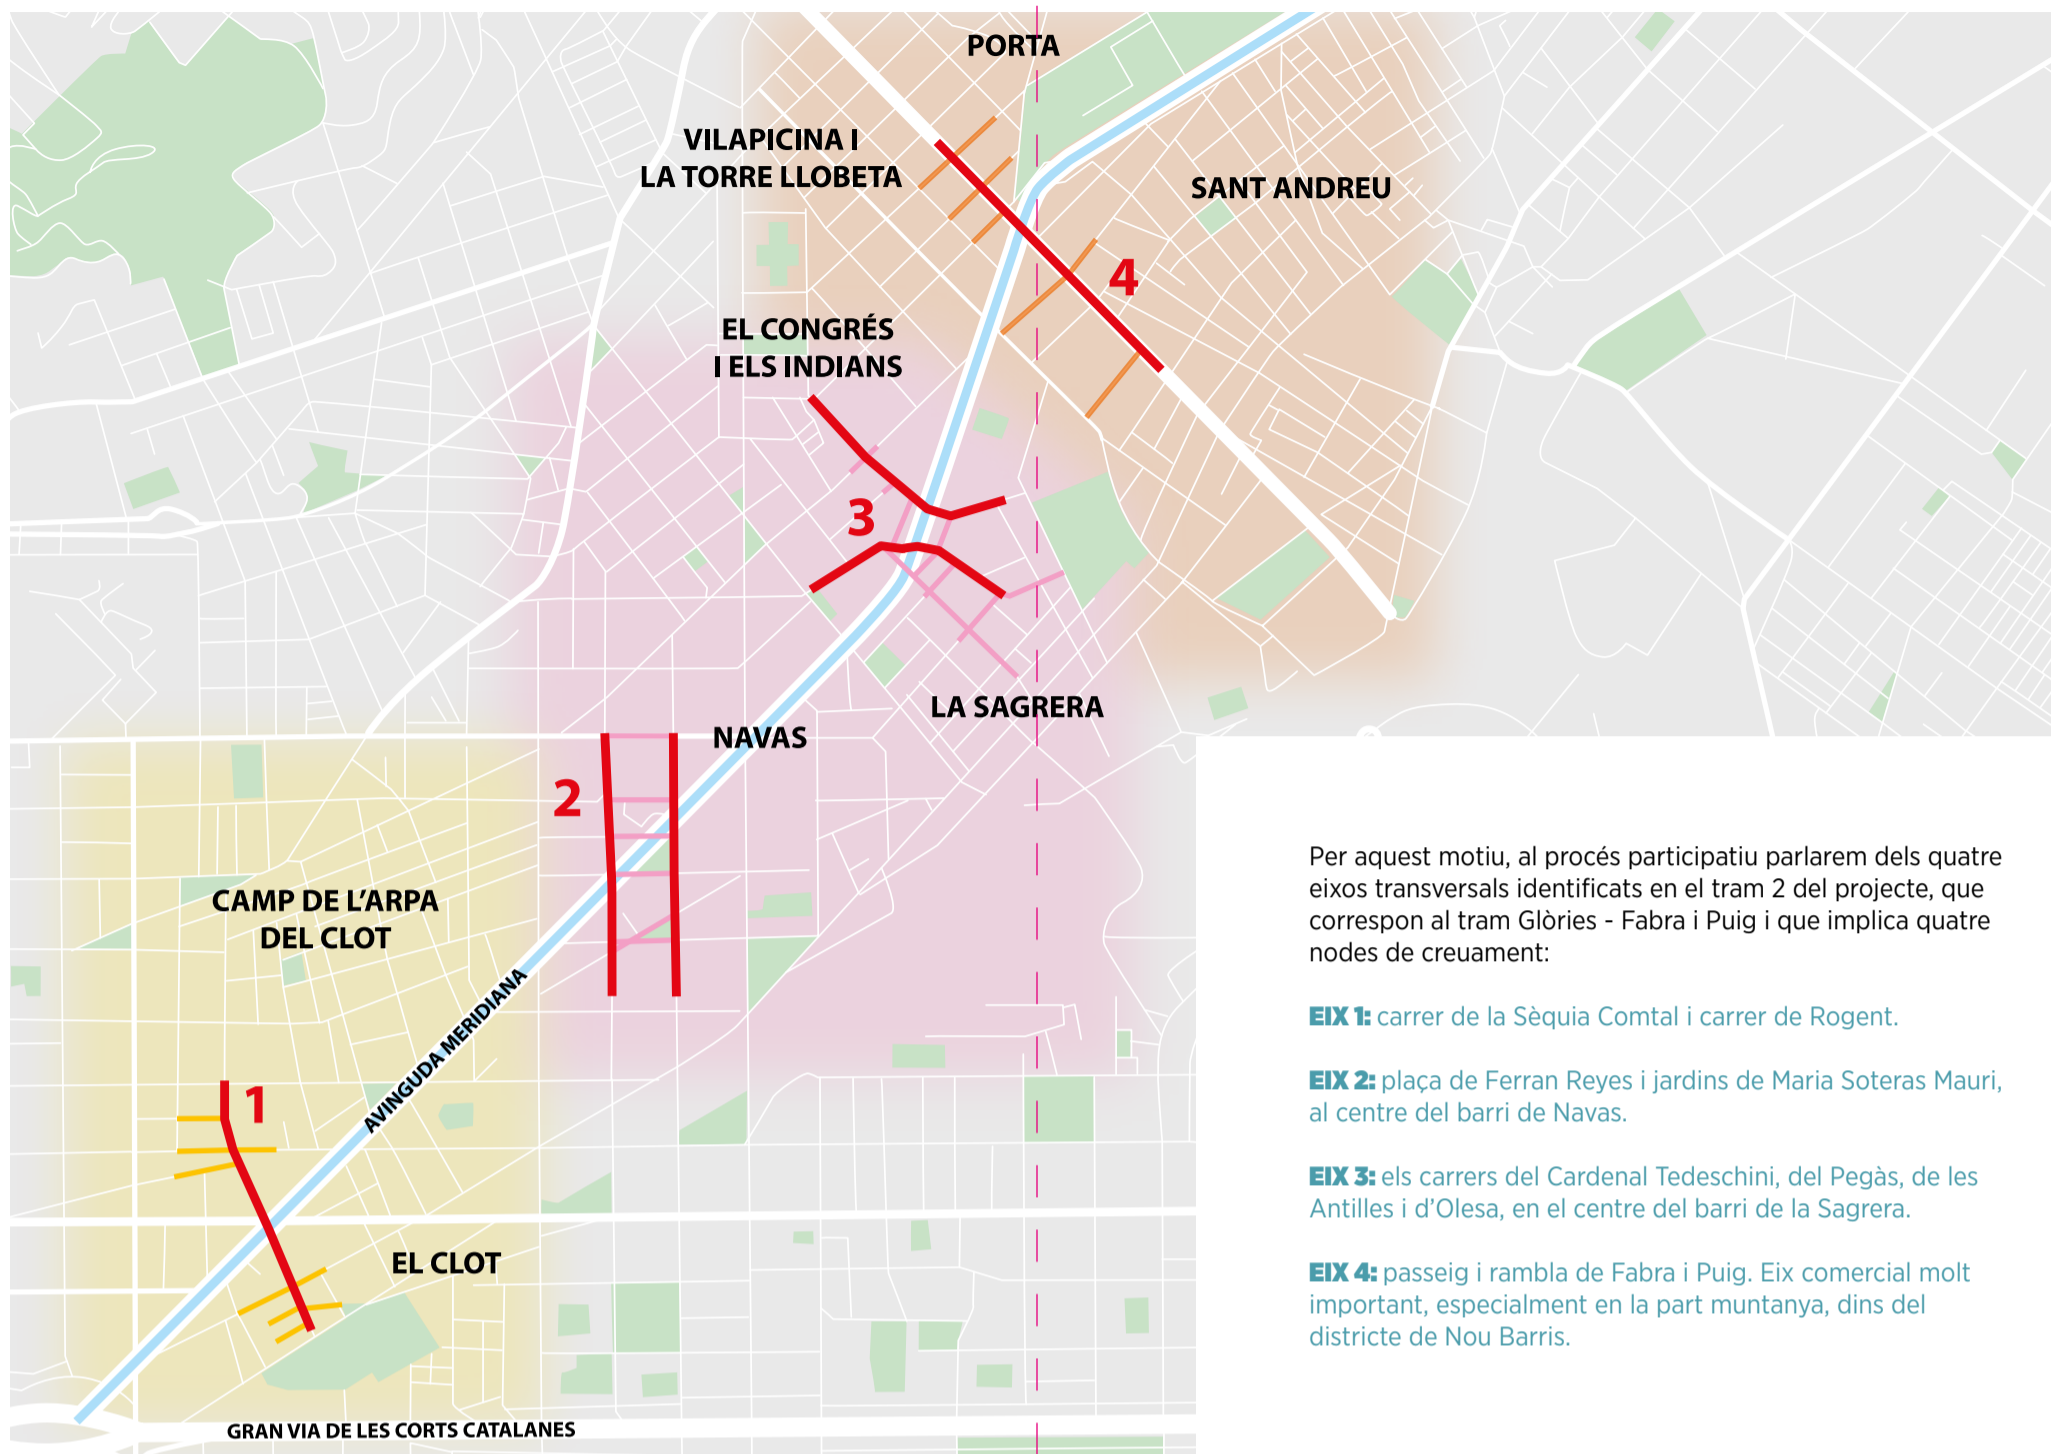 PORTA
VILAPICINA I
LA TORRE LLOBETA
SANT ANDREU
4
EL CONGRÉS
I ELS INDIANS
3
LA SAGRERA
NAVAS
2
CAMP DE L'ARPA
DEL CLOT
AVINGUDA MERIDIANA
1
EL CLOT
GRAN VIA DE LES CORTS CATALANES
Per aquest motiu, al procés participatiu parlarem dels quatre
eixos transversals identificats en el tram 2 del projecte, que
correspon al tram Glòries - Fabra i Puig i que implica quatre
nodes de creuament:
EIX 1: carrer de la Sèquia Comtal i carrer de Rogent.
EIX 2: plaça de Ferran Reyes i jardins de Maria Soteras Mauri,
al centre del barri de Navas.
EIX 3: els carrers del Cardenal Tedeschini, del Pegàs, de les
Antilles i d'Olesa, en el centre del barri de la Sagrera.
EIX 4: passeig i rambla de Fabra i Puig. Eix comercial molt
important, especialment en la part muntanya, dins del
districte de Nou Barris.